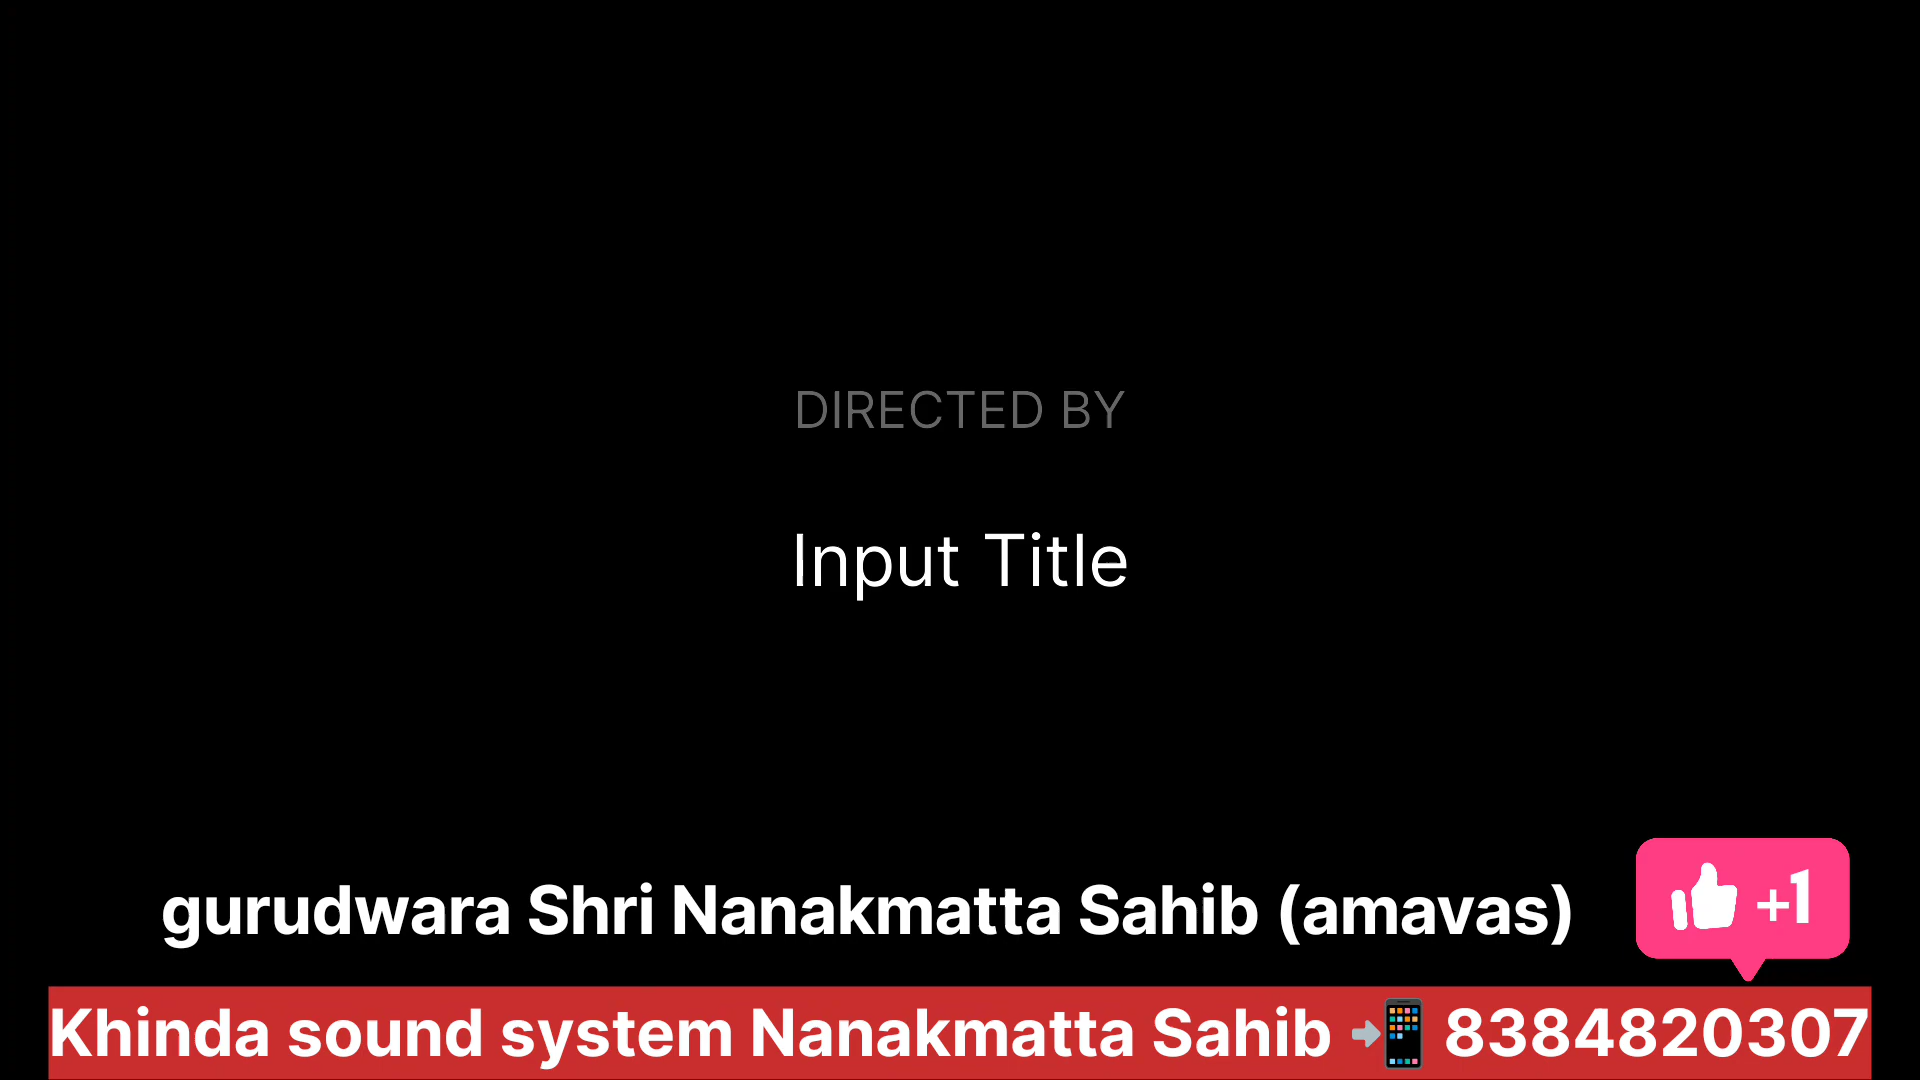 DIRECTED BY
Input Title
gurudwara Shri Nanakmatta Sahib (amavas)
+1
Khinda sound system Nanakmatta Sahib 📲 8384820307